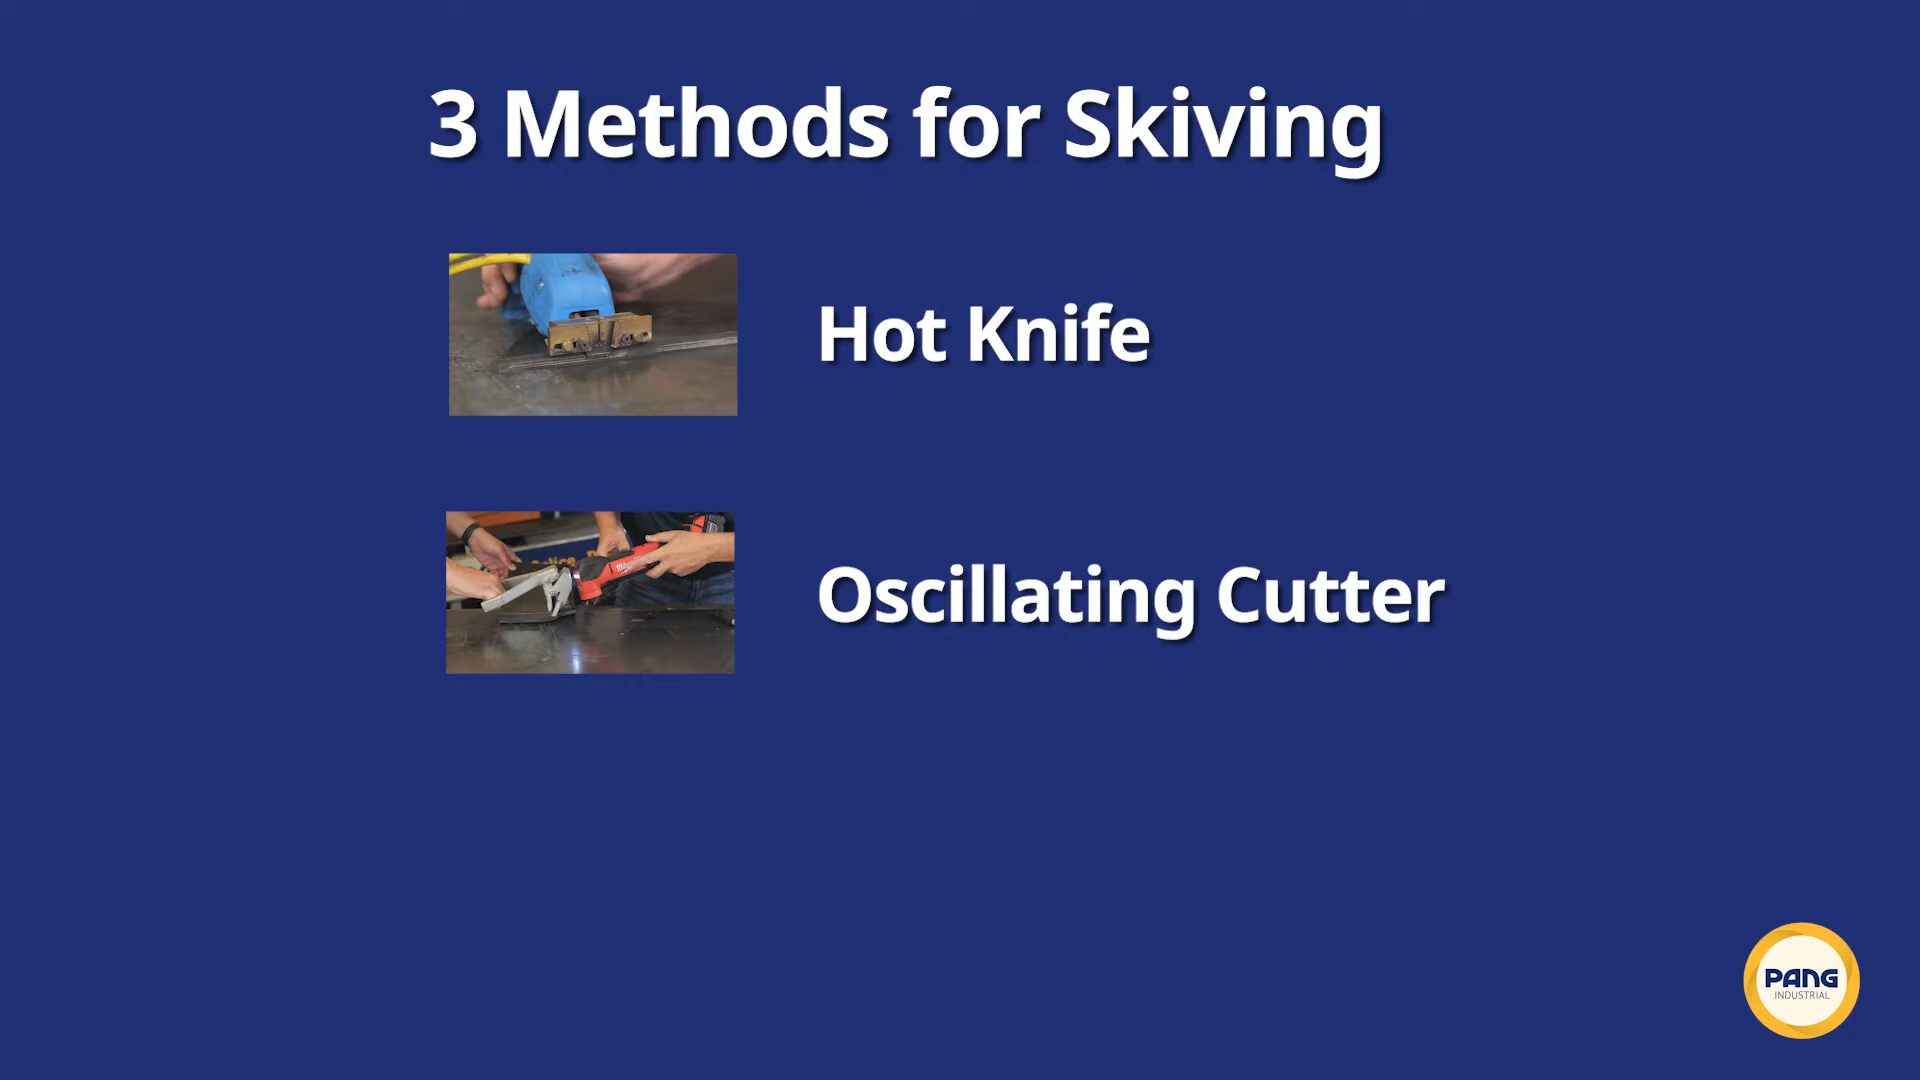 3 Methods for Skiving
Hot Knife
Oscillating Cutter
PANG
INDUSTRIAL